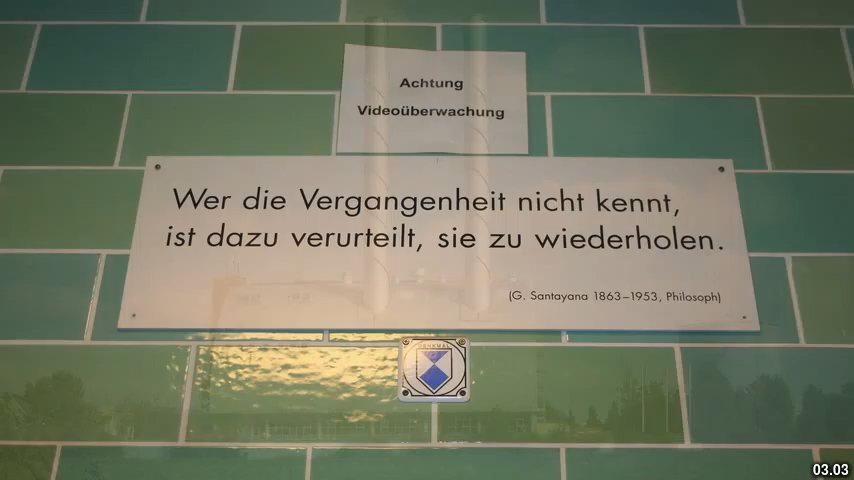 Achtung
Videoüberwachung
Wer die Vergangenheit nicht kennt,
ist dazu verurteilt, sie zu wiederholen.
(G. Santayana 1863–1953, Philosoph)
DENKMAL
03.03